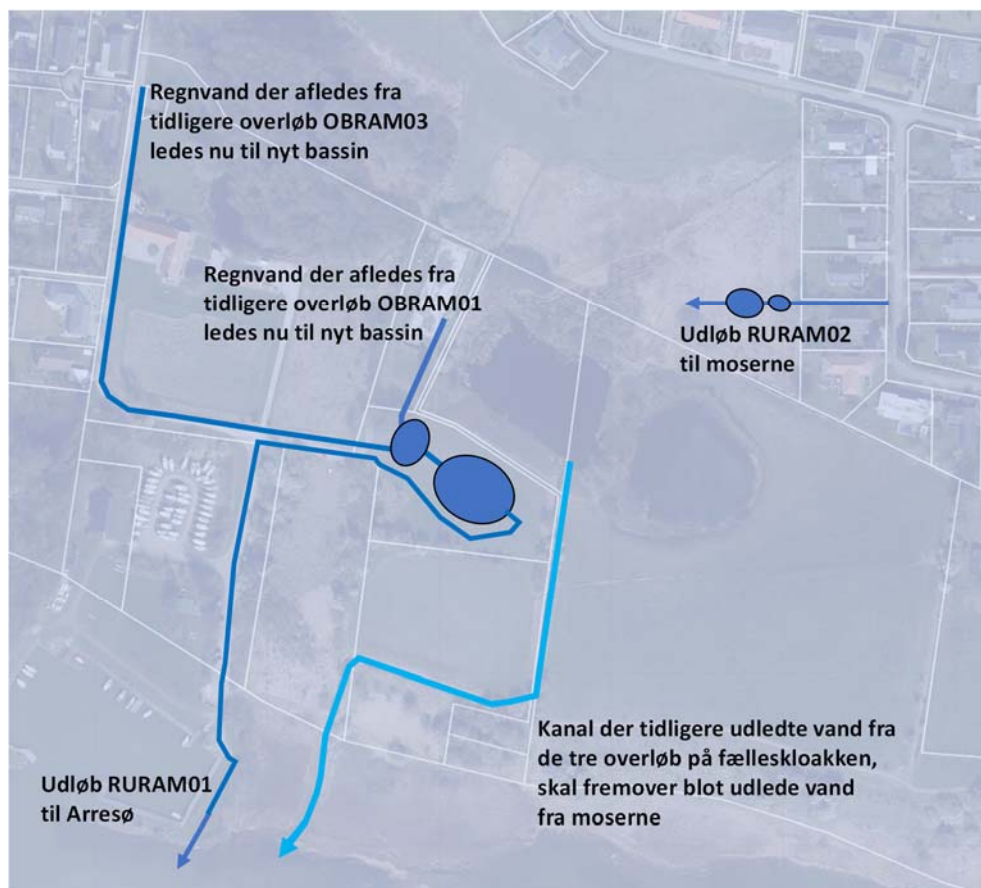 Regnvand der afledes fra
tidligere overløb OBRAM03
ledes nu til nyt bassin
Regnvand der afledes fra
tidligere overløb OBRAM01
ledes nu til nyt bassin
Udløb RURAM02
til moserne
Kanal der tidligere udledte vand fra
de tre overløb på fælleskloakken,
skal fremover blot udlede vand
fra moserne
Udløb RURAM01
til Arresø